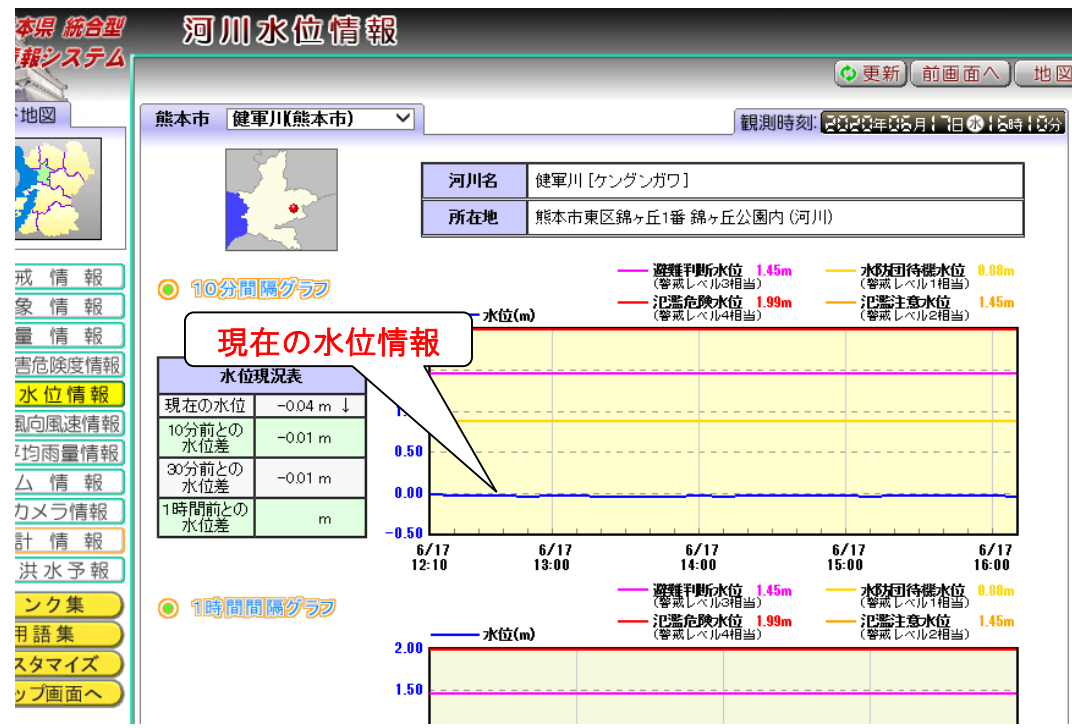 本県 統合型
報システム
河川水位情報
更新
前画面へ
地図
地図
熊本市
健軍川(熊本市)
観測時刻:2020年06月17日水16時10分
河川名
健軍川 [ケングンガワ]
所在地
熊本市東区錦ヶ丘1番 錦ヶ丘公園内 (河川)
戒 情 報
象 情 報
量 情 報
害危険度情報
水位情報
風向風速情報
平均雨量情報
ム 情 報
カメラ情報
計 情 報
洪水予報
ンク集
用語集
スタマイズ
ップ画面へ
10分間隔グラフ
避難判断水位 1.45m
(警戒レベル3相当)
水防団待機水位 0.88m
(警戒レベル1相当)
氾濫危険水位 1.99m
(警戒レベル4相当)
氾濫注意水位 1.45m
(警戒レベル2相当)
水位(m)
現在の水位情報
水位現況表
現在の水位 -0.04 m ↓
10分前との
水位差
-0.01 m
30分前との
水位差
-0.01 m
1時間前との
水位差
m
0.50
0.00
-0.50
6/17
12:10
6/17
13:00
6/17
14:00
6/17
15:00
6/17
16:00
1時間間隔グラフ
避難判断水位 1.45m
(警戒レベル3相当)
水防団待機水位 0.88m
(警戒レベル1相当)
氾濫危険水位 1.99m
(警戒レベル4相当)
氾濫注意水位 1.45m
(警戒レベル2相当)
水位(m)
2.00
1.50